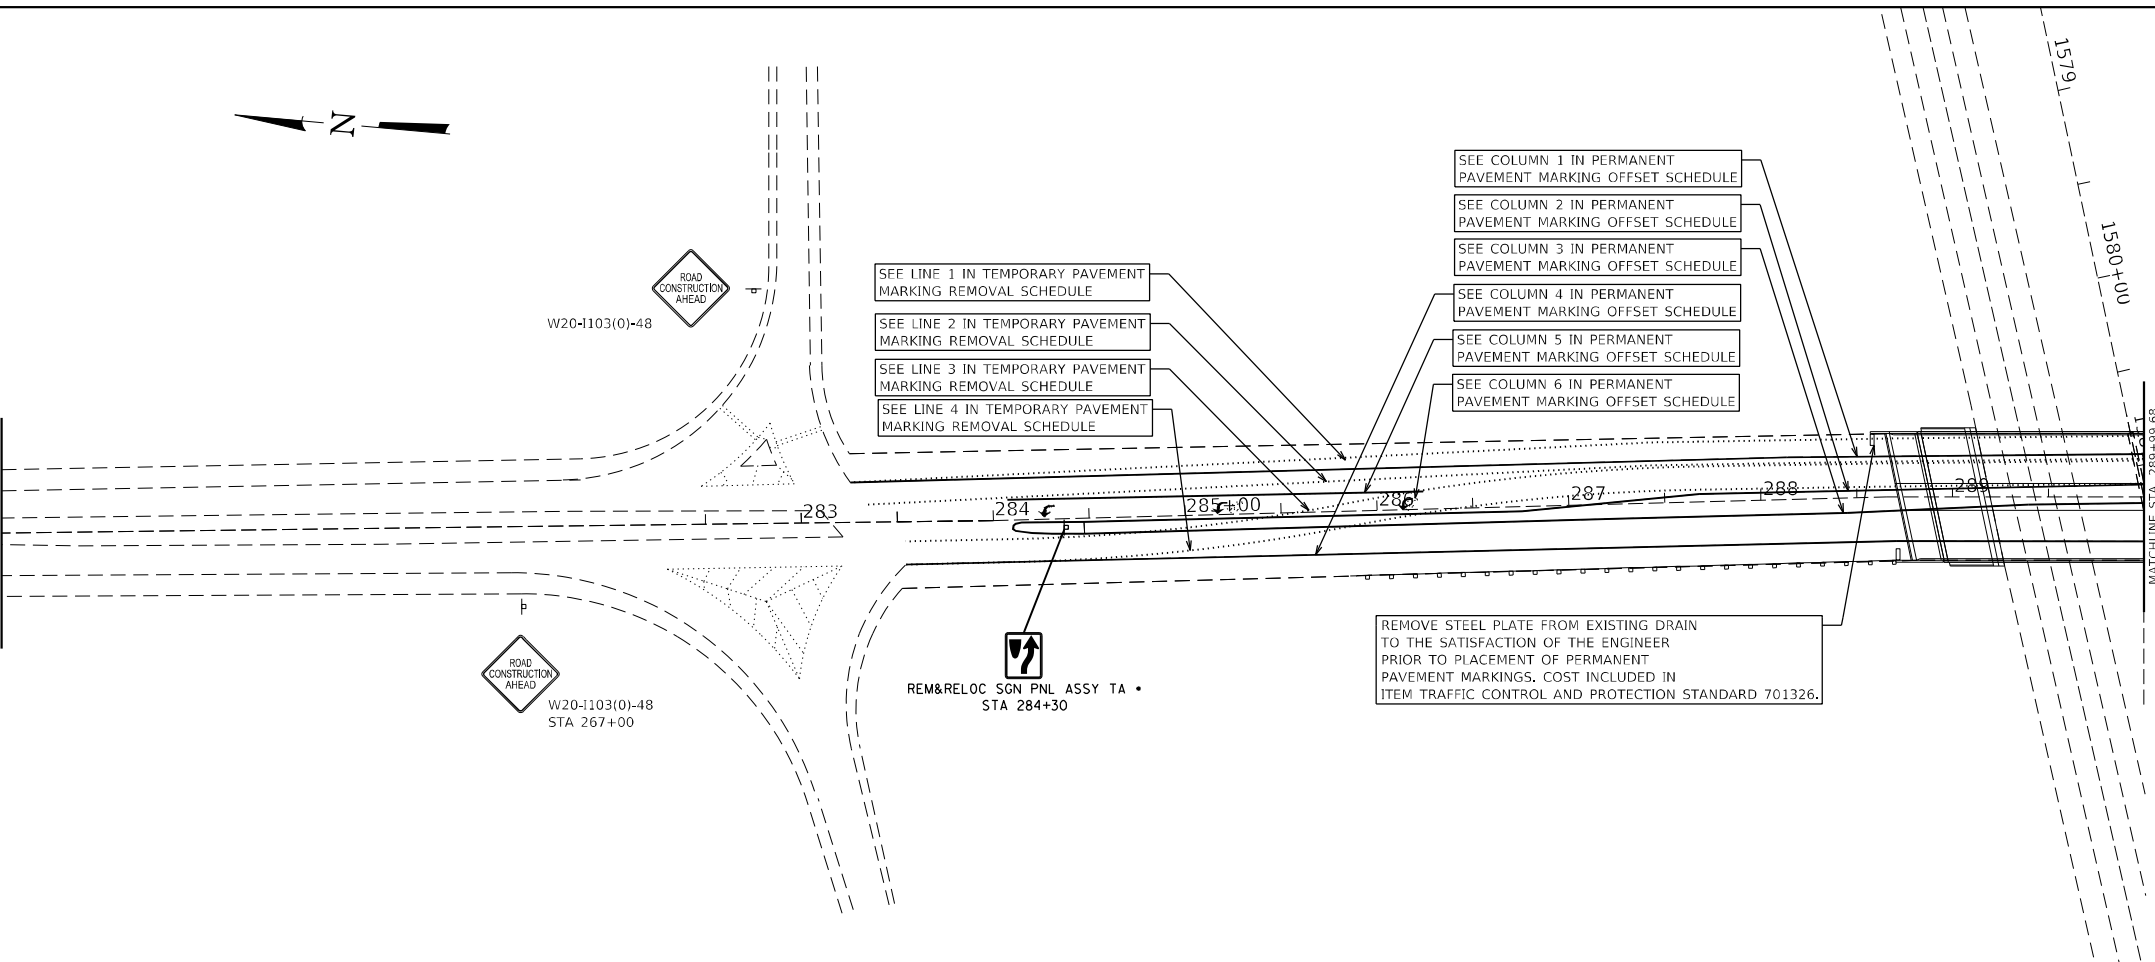 N
1579
1580+00
SEE COLUMN 1 IN PERMANENT
PAVEMENT MARKING OFFSET SCHEDULE
SEE COLUMN 2 IN PERMANENT
PAVEMENT MARKING OFFSET SCHEDULE
SEE COLUMN 3 IN PERMANENT
PAVEMENT MARKING OFFSET SCHEDULE
SEE COLUMN 4 IN PERMANENT
PAVEMENT MARKING OFFSET SCHEDULE
SEE COLUMN 5 IN PERMANENT
PAVEMENT MARKING OFFSET SCHEDULE
SEE COLUMN 6 IN PERMANENT
PAVEMENT MARKING OFFSET SCHEDULE
SEE LINE 1 IN TEMPORARY PAVEMENT
MARKING REMOVAL SCHEDULE
SEE LINE 2 IN TEMPORARY PAVEMENT
MARKING REMOVAL SCHEDULE
SEE LINE 3 IN TEMPORARY PAVEMENT
MARKING REMOVAL SCHEDULE
SEE LINE 4 IN TEMPORARY PAVEMENT
MARKING REMOVAL SCHEDULE
ROAD
CONSTRUCTION
AHEAD
W20-I103(0)-48
283
284
285+00
286
287
288
289
MATCHLINE STA 289+99.68
ROAD
CONSTRUCTION
AHEAD
W20-I103(0)-48
STA 267+00
REM&RELOC SGN PNL ASSY TA •
STA 284+30
REMOVE STEEL PLATE FROM EXISTING DRAIN
TO THE SATISFACTION OF THE ENGINEER
PRIOR TO PLACEMENT OF PERMANENT
PAVEMENT MARKINGS. COST INCLUDED IN
ITEM TRAFFIC CONTROL AND PROTECTION STANDARD 701326.